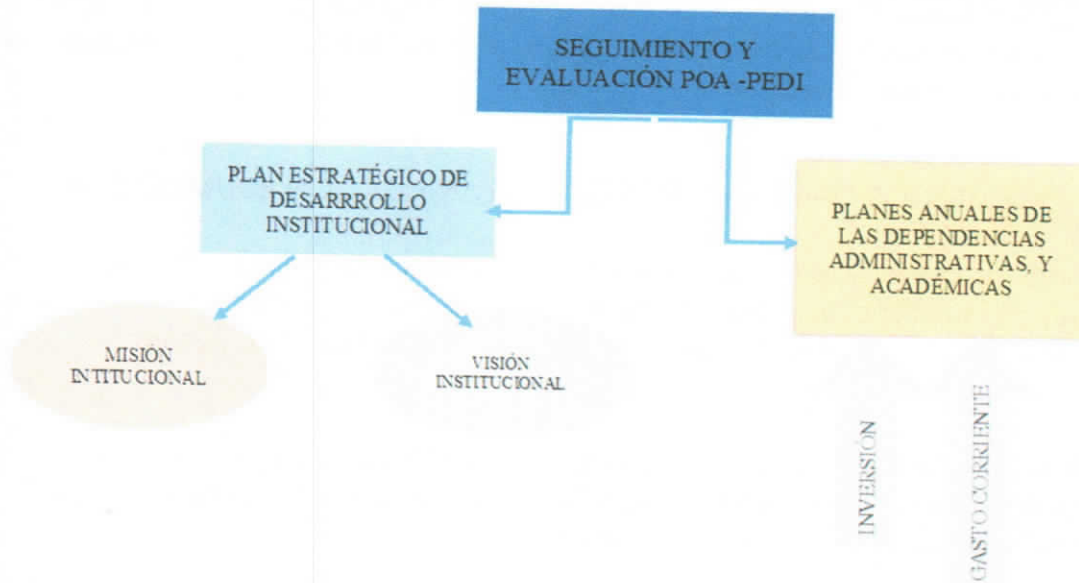 SEGUIMIENTO Y
EVALUACIÓN POA -PEDI
PLAN ESTRATÉGICO DE
DESARRROLLO
INSTITUCIONAL
PLANES ANUALES DE
LAS DEPENDENCIAS
ADMINISTRATIVAS, Y
ACADÉMICAS
MISIÓN
INTITUCIONAL
VISIÓN
INSTITUCIONAL
INVERSIÓN
GASTO CORRIENTE